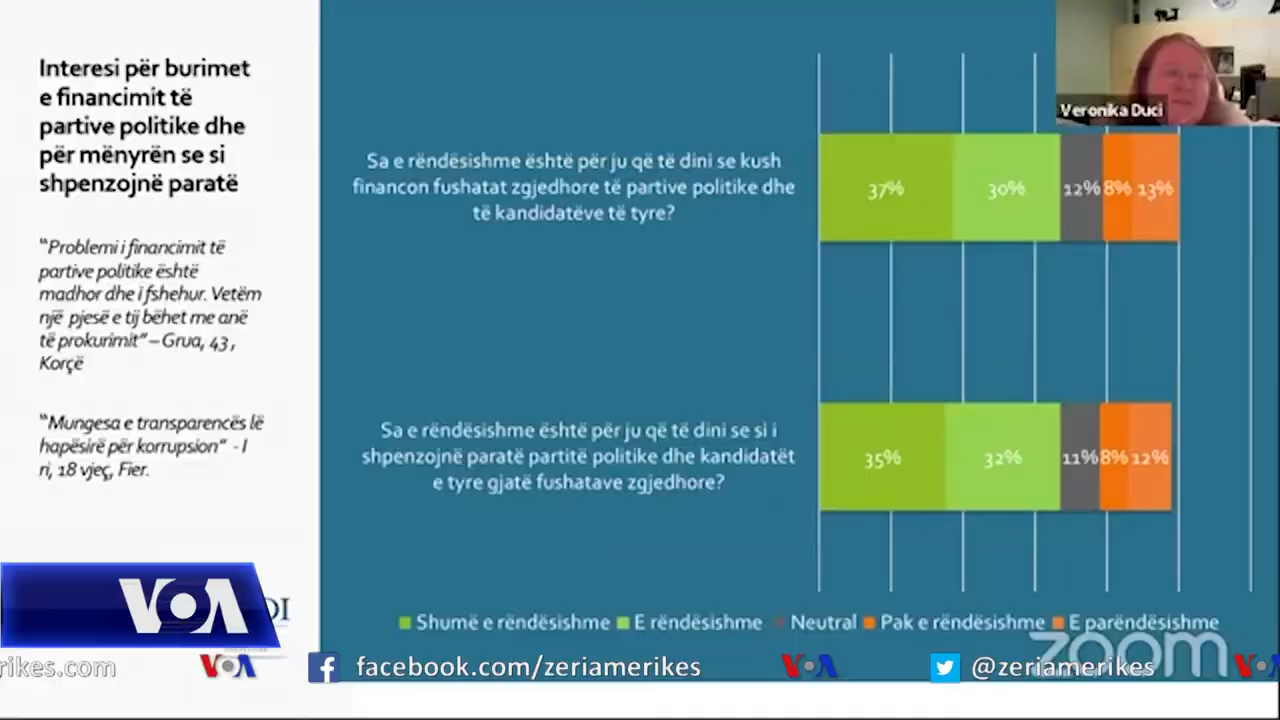 Interesi për burimet
e financimit të
partive politike dhe
për mënyrën se si
shpenzojnë paratë
"Problemi i financimit të
partive politike është
madhor dhe i fshehur. Vetëm
një pjesë e tij bëhet me anë
të prokurimit" – Grua, 43 ,
Korçë
"Mungesa e transparencës lë
hapësirë për korrupsion" - I
ri, 18 vjeç, Fier.
Veronika Duci
Sa e rëndësishme është për ju që të dini se kush
financon fushatat zgjedhore të partive politike dhe
të kandidatëve të tyre?
37% 30% 12% 8% 13%
Sa e rëndësishme është për ju që të dini se si i
shpenzojnë paratë partitë politike dhe kandidatët
e tyre gjatë fushatave zgjedhore?
35% 32% 11% 8% 12%
Shumë e rëndësishme E rëndësishme Neutral Pak e rëndësishme E parëndësishme
zoom
VOA
rikes.com VOA facebook.com/zeriamerikes VOA @zeriamerikes